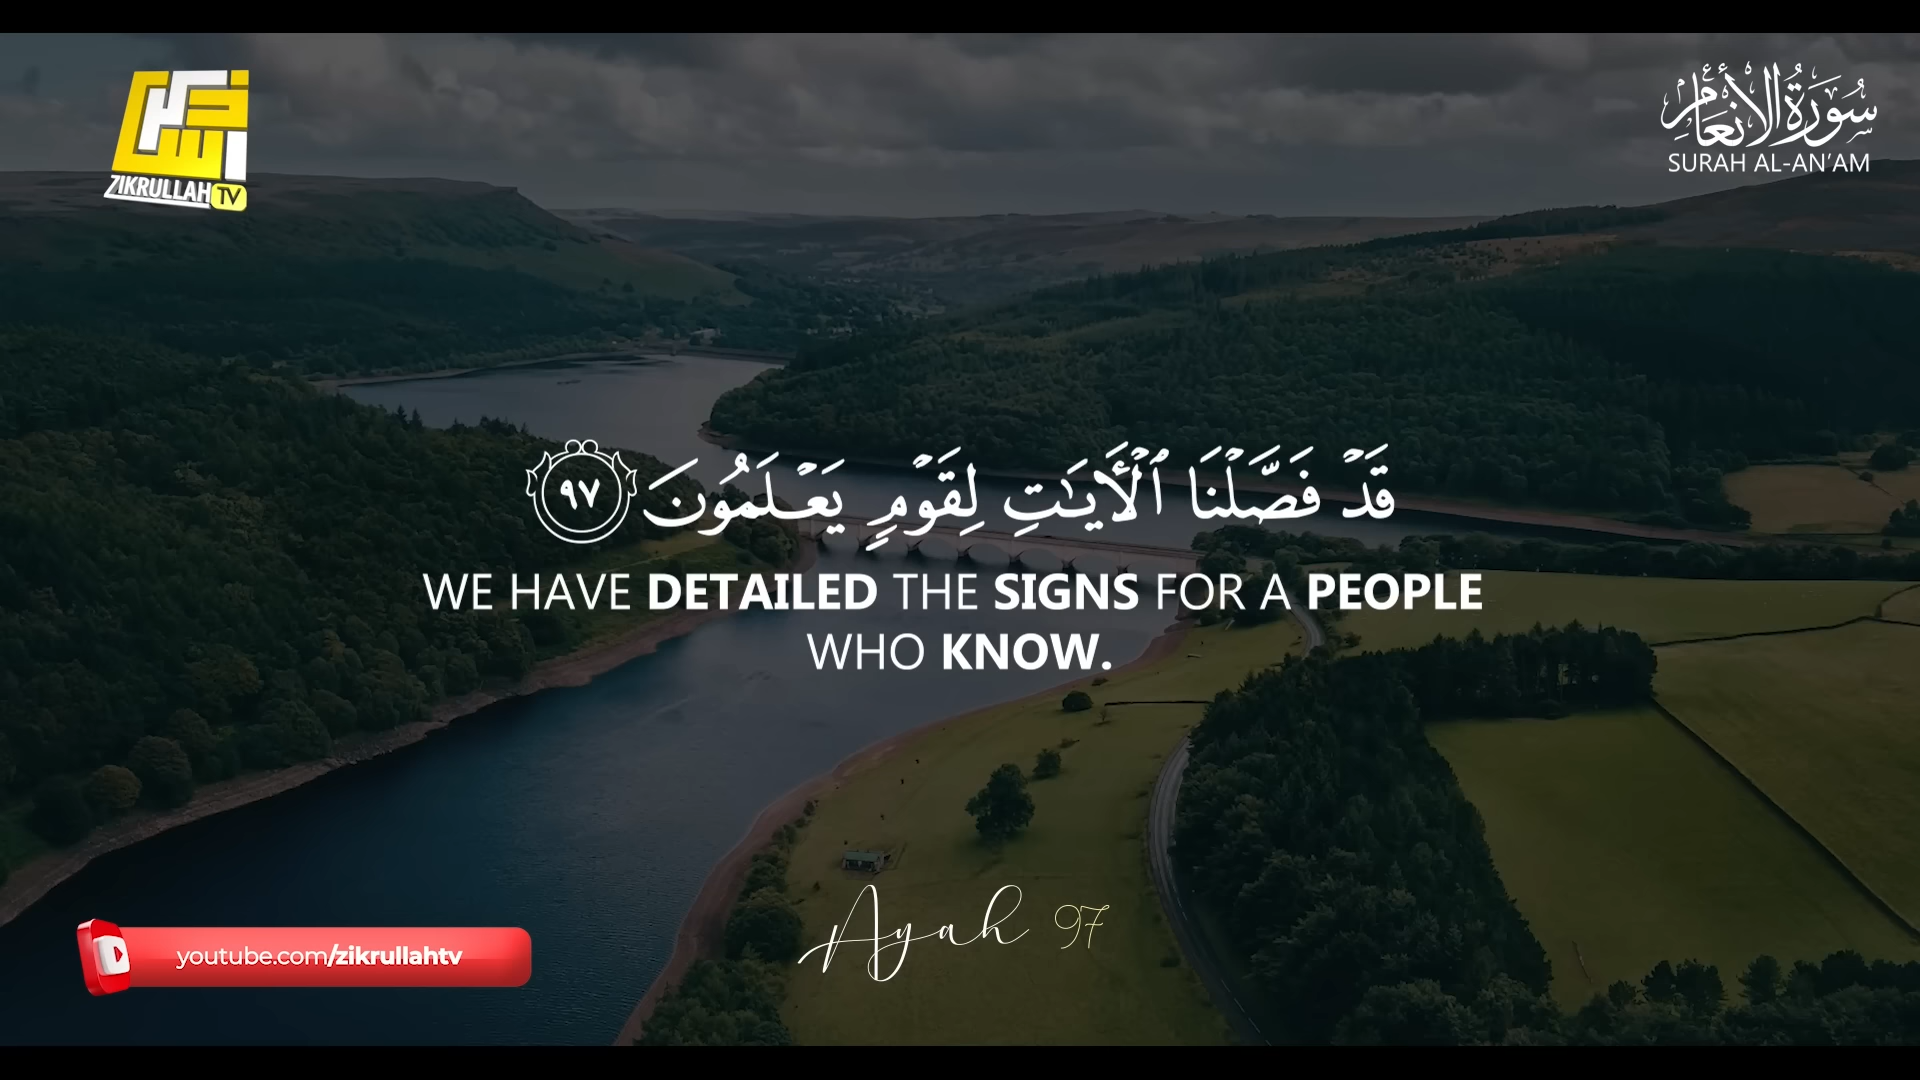 ZIKRULLAH TV
سُورَةُ الأَنْعَامِ
SURAH AL-AN'AM
قَدۡ فَصَّلۡنَا ٱلۡأٓيَٰتِ لِقَوۡمٍ يَعۡلَمُونَ ٩٧
WE HAVE DETAILED THE SIGNS FOR A PEOPLE
WHO KNOW.
Ayah 97
youtube.com/zikrullahtv